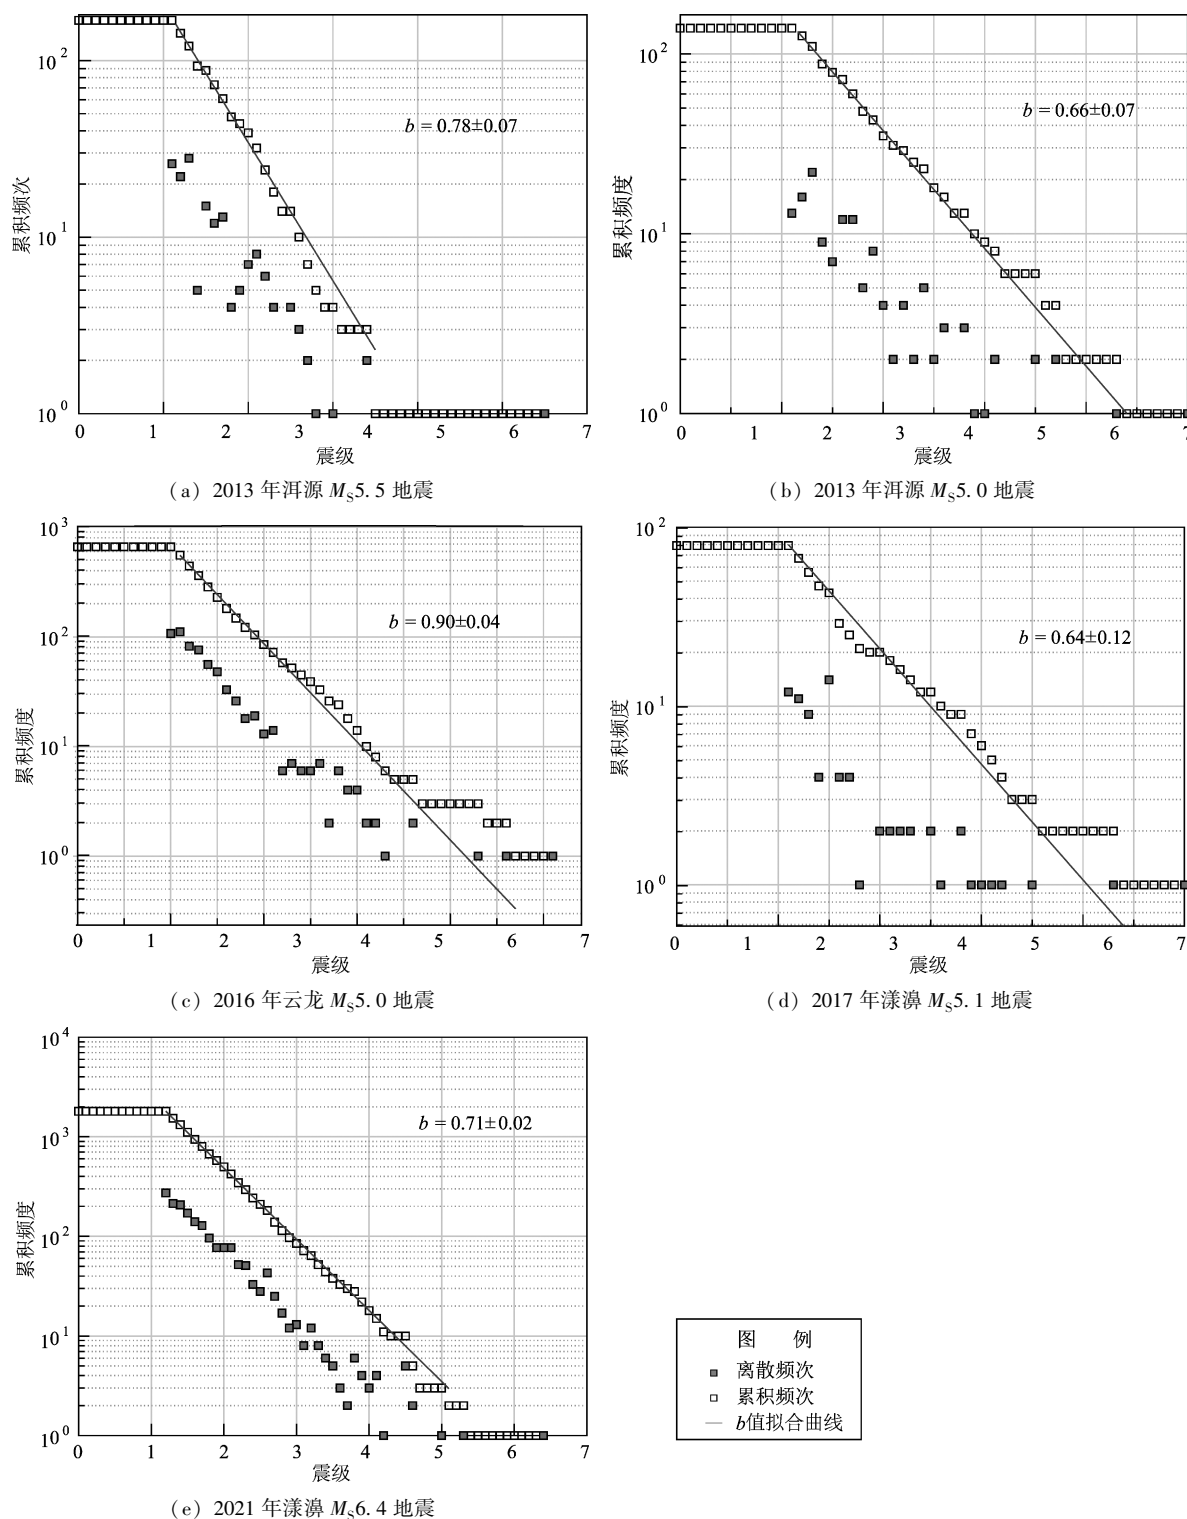 10²
10¹
10⁰
累积频次
b = 0.78±0.07
0 1 2 3 4 5 6 7
震级
(a) 2013 年洱源 MS5.5 地震
10²
10¹
10⁰
累积频度
b = 0.66±0.07
0 1 2 3 4 5 6 7
震级
(b) 2013 年洱源 MS5.0 地震
10³
10²
10¹
10⁰
累积频度
b = 0.90±0.04
0 1 2 3 4 5 6 7
震级
(c) 2016 年云龙 MS5.0 地震
10²
10¹
10⁰
累积频度
b = 0.64±0.12
0 1 2 3 4 5 6 7
震级
(d) 2017 年漾濞 MS5.1 地震
10⁴
10³
10²
10¹
10⁰
累积频度
b = 0.71±0.02
0 1 2 3 4 5 6 7
震级
(e) 2021 年漾濞 MS6.4 地震
图 例
离散频次
累积频次
b值拟合曲线